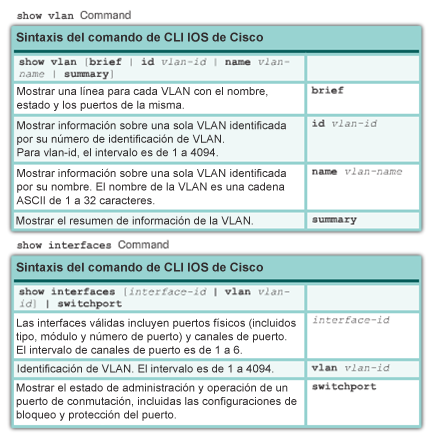 show vlan Command
Sintaxis del comando de CLI IOS de Cisco
show vlan [brief | id vlan-id | name vlan-
name | summary]
Mostrar una línea para cada VLAN con el nombre,
estado y los puertos de la misma.
brief
Mostrar información sobre una sola VLAN identificada
por su número de identificación de VLAN.
Para vlan-id, el intervalo es de 1 a 4094.
id vlan-id
Mostrar información sobre una sola VLAN identificada
por su nombre. El nombre de la VLAN es una cadena
ASCII de 1 a 32 caracteres.
name vlan-name
Mostrar el resumen de información de la VLAN.
summary
show interfaces Command
Sintaxis del comando de CLI IOS de Cisco
show interfaces [interface-id | vlan vlan-
id] | switchport
Las interfaces válidas incluyen puertos físicos (incluidos
tipo, módulo y número de puerto) y canales de puerto.
El intervalo de canales de puerto es de 1 a 6.
interface-id
Identificación de VLAN. El intervalo es de 1 a 4094.
vlan vlan-id
Mostrar el estado de administración y operación de un
puerto de conmutación, incluidas las configuraciones de
bloqueo y protección del puerto.
switchport